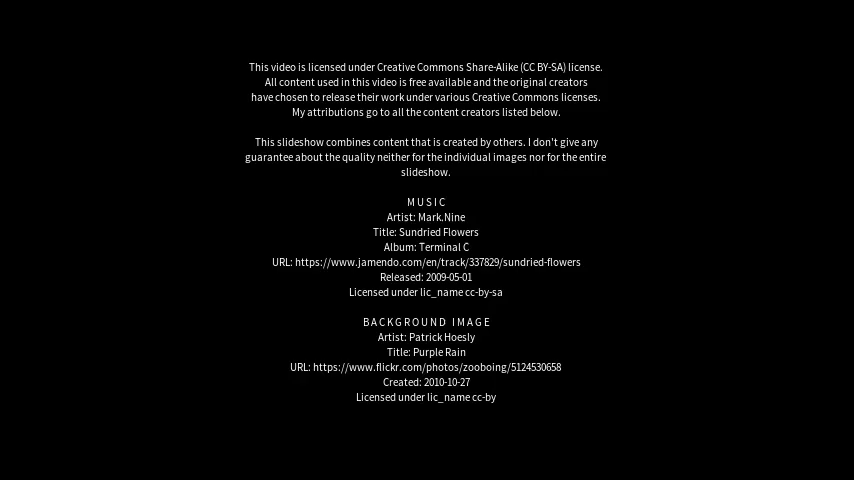 This video is licensed under Creative Commons Share-Alike (CC BY-SA) license.
All content used in this video is free available and the original creators
have chosen to release their work under various Creative Commons licenses.
My attributions go to all the content creators listed below.
This slideshow combines content that is created by others. I don't give any
guarantee about the quality neither for the individual images nor for the entire
slideshow.
M U S I C
Artist: Mark.Nine
Title: Sundried Flowers
Album: Terminal C
URL: https://www.jamendo.com/en/track/337829/sundried-flowers
Released: 2009-05-01
Licensed under lic_name cc-by-sa
B A C K G R O U N D   I M A G E
Artist: Patrick Hoesly
Title: Purple Rain
URL: https://www.flickr.com/photos/zooboing/5124530658
Created: 2010-10-27
Licensed under lic_name cc-by